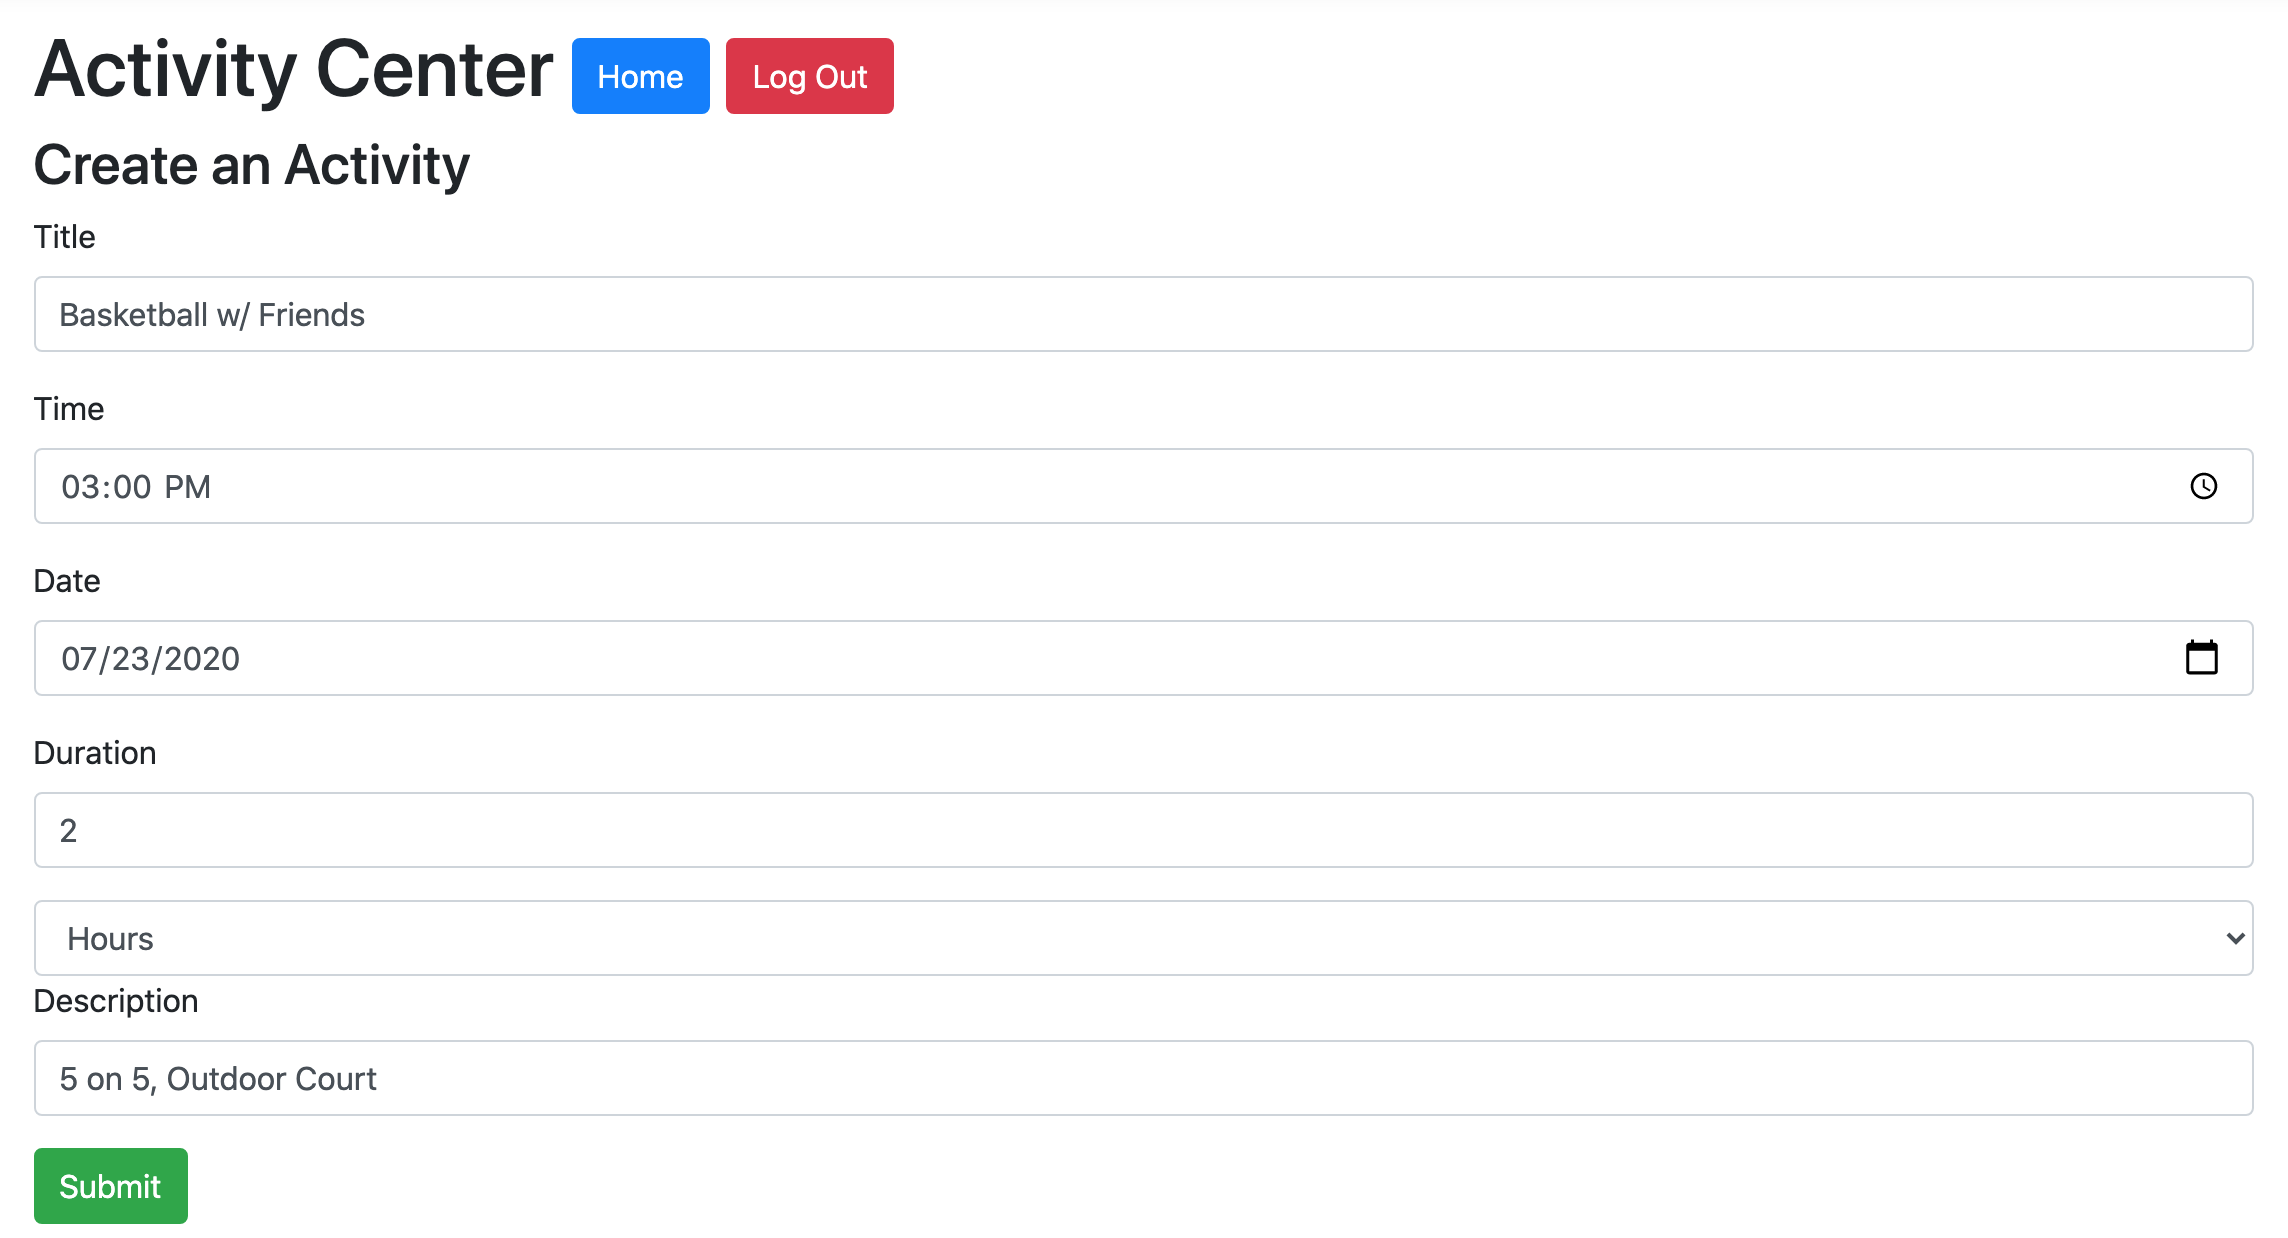 Activity Center Home Log Out
Create an Activity
Title
Basketball w/ Friends
Time
03:00 PM
Date
07/23/2020
Duration
2
Hours
Description
5 on 5, Outdoor Court
Submit